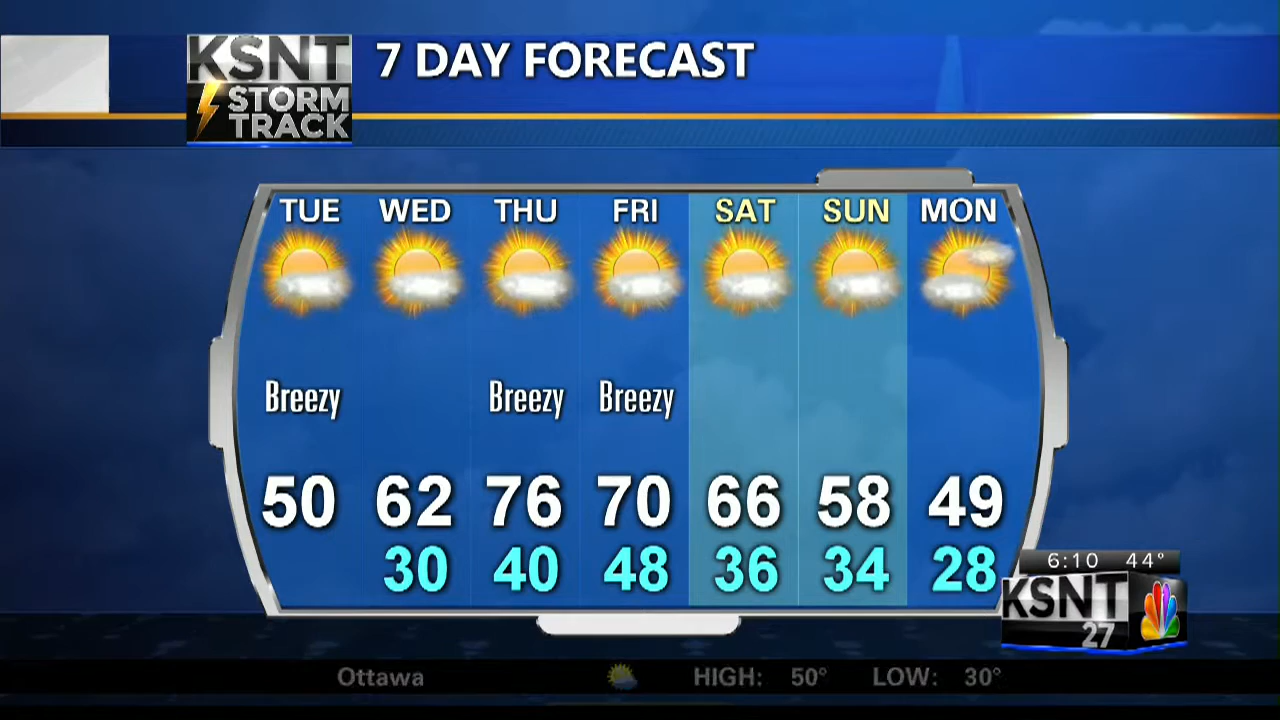 KSNT
STORM
TRACK
7 DAY FORECAST
TUE WED THU FRI SAT SUN MON
Breezy Breezy Breezy
50 62 76 70 66 58 49
30 40 48 36 34 28
6:10 44°
KSNT
27
Ottawa HIGH: 50° LOW: 30°